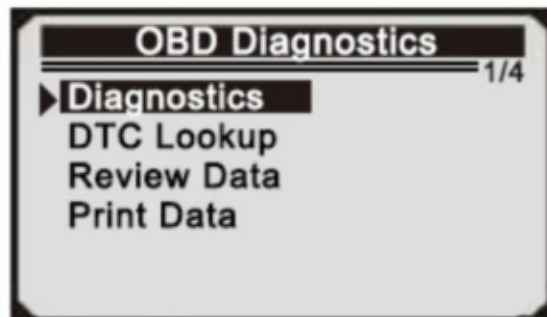 OBD Diagnostics
1/4
Diagnostics
DTC Lookup
Review Data
Print Data